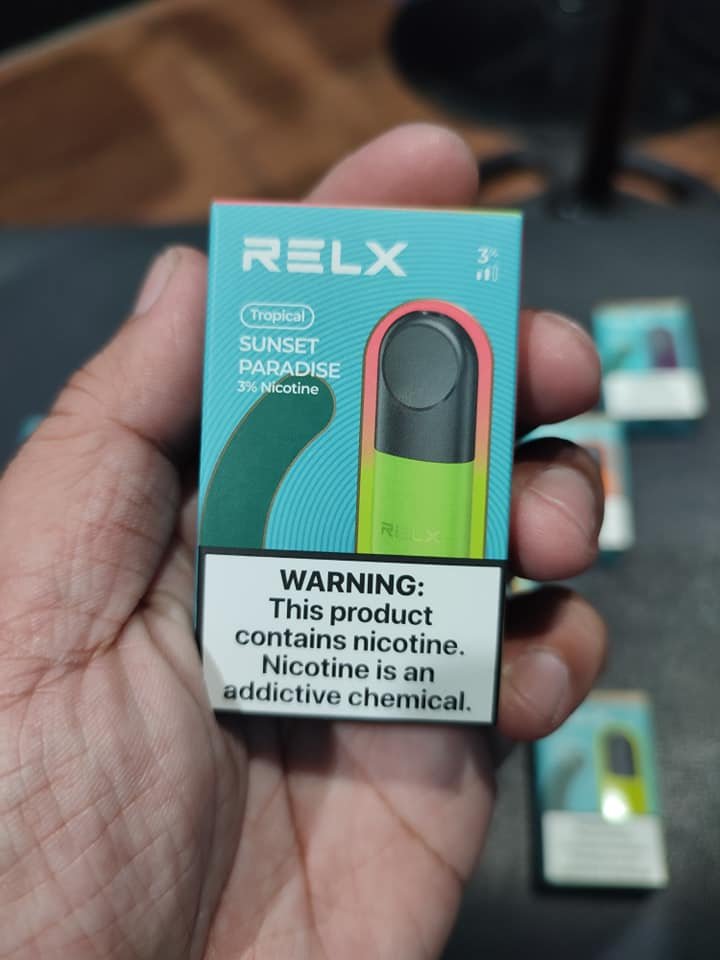 RELX
3%
Tropical
SUNSET
PARADISE
3% Nicotine
RELX
WARNING:
This product
contains nicotine.
Nicotine is an
addictive chemical.